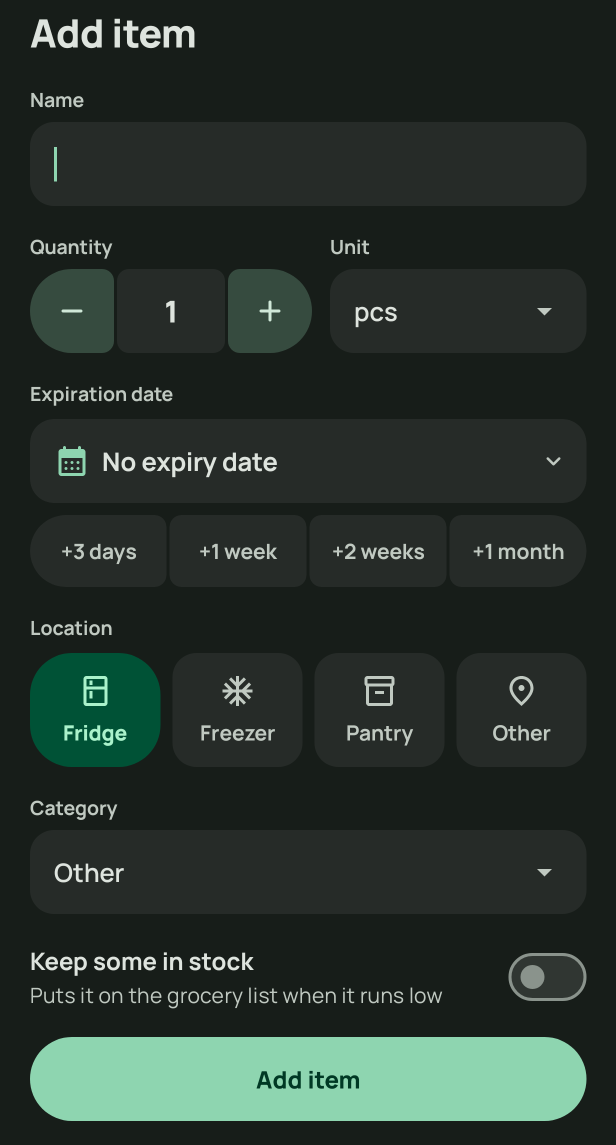 Add item
Name
Quantity
Unit
1
pcs
Expiration date
No expiry date
+3 days
+1 week
+2 weeks
+1 month
Location
Fridge
Freezer
Pantry
Other
Category
Other
Keep some in stock
Puts it on the grocery list when it runs low
Add item